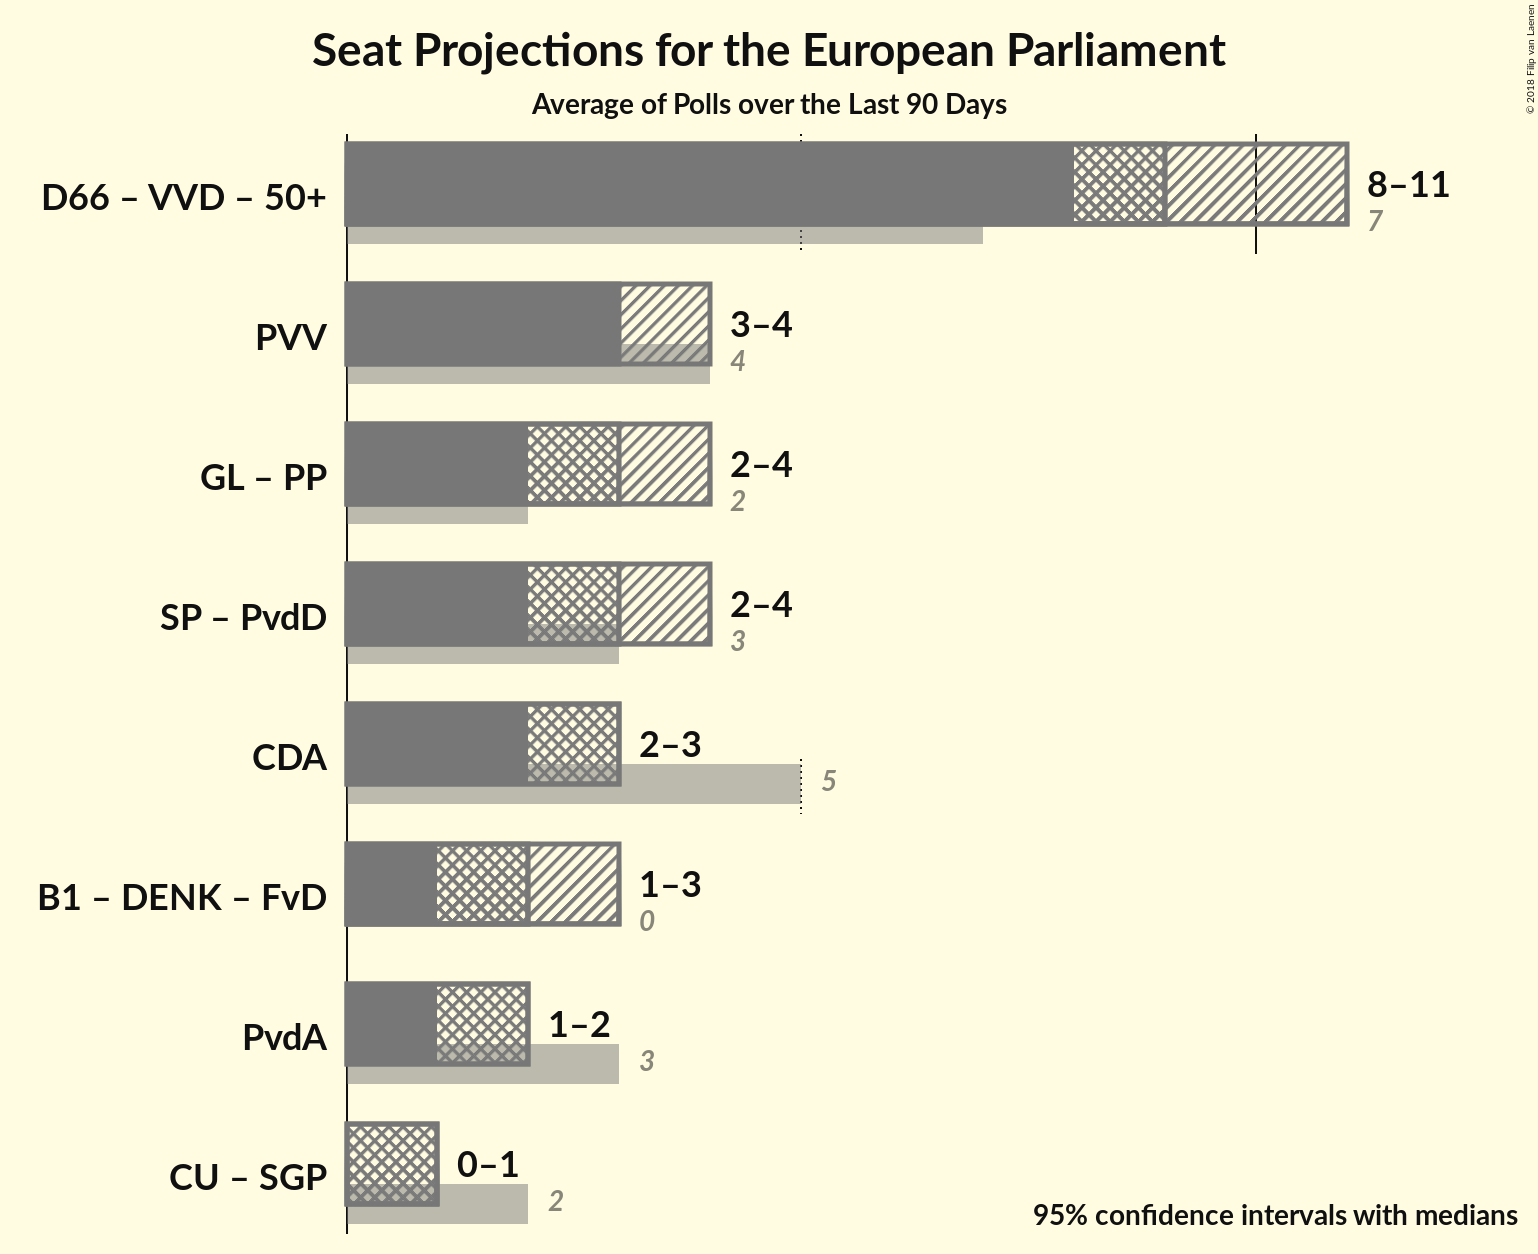 Seat Projections for the European Parliament
Average of Polls over the Last 90 Days
© 2018 Filip van Laenen
D66 – VVD – 50+
8–11
7
PVV
3–4
4
GL – PP
2–4
2
SP – PvdD
2–4
3
CDA
2–3
5
B1 – DENK – FvD
1–3
0
PvdA
1–2
3
CU – SGP
0–1
2
95% confidence intervals with medians